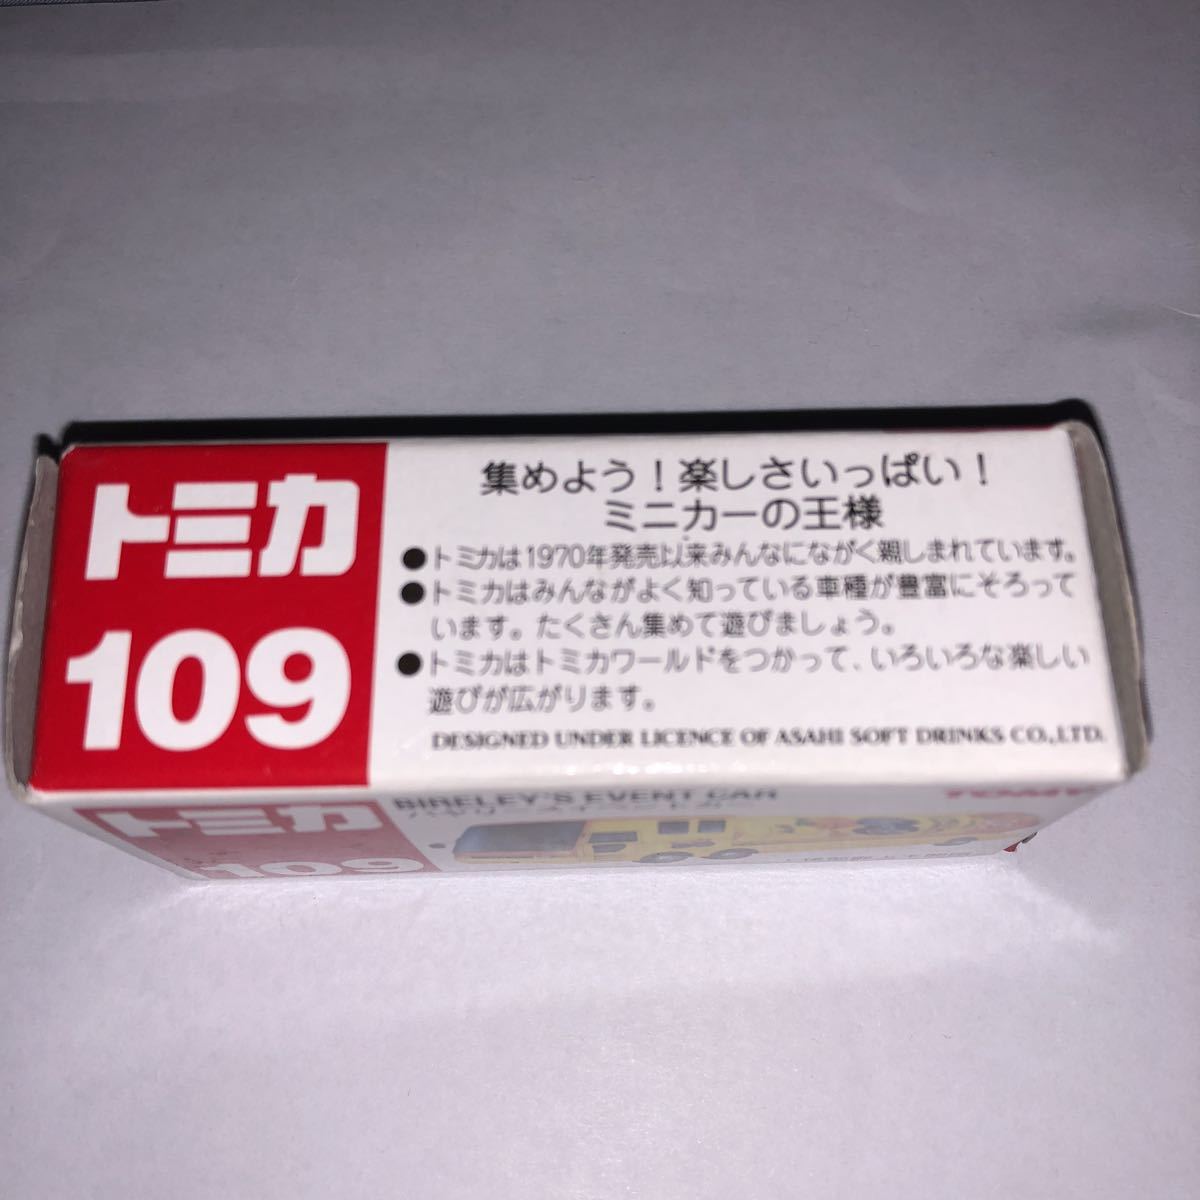 トミカ
109
集めよう！楽しさいっぱい！
ミニカーの王様
●トミカは1970年発売以来みんなにながく親しまれています。
●トミカはみんながよく知っている車種が豊富にそろって
います。たくさん集めて遊びましょう。
●トミカはトミカワールドをつかって、いろいろな楽しい
遊びが広がります。
DESIGNED UNDER LICENCE OF ASAHI SOFT DRINKS CO.,LTD.
トミカ
109
BIRELEY'S EVENT CAR
TOMY